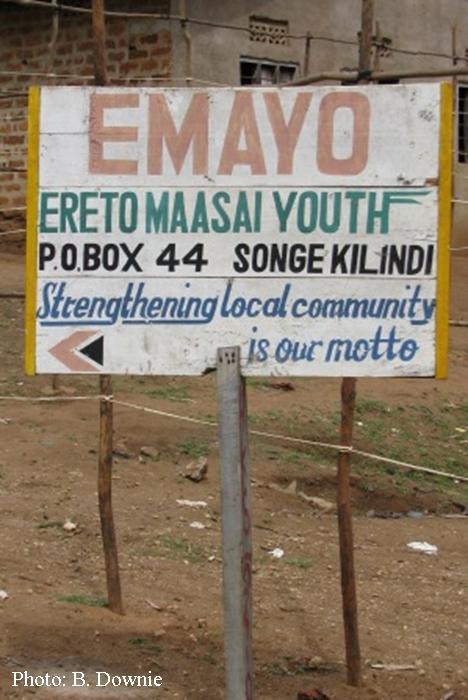 EMAYO
ERETO MAASAI YOUTH
P.O.BOX 44 SONGE KILINDI
Strengthening local community
is our motto
Photo: B. Downie